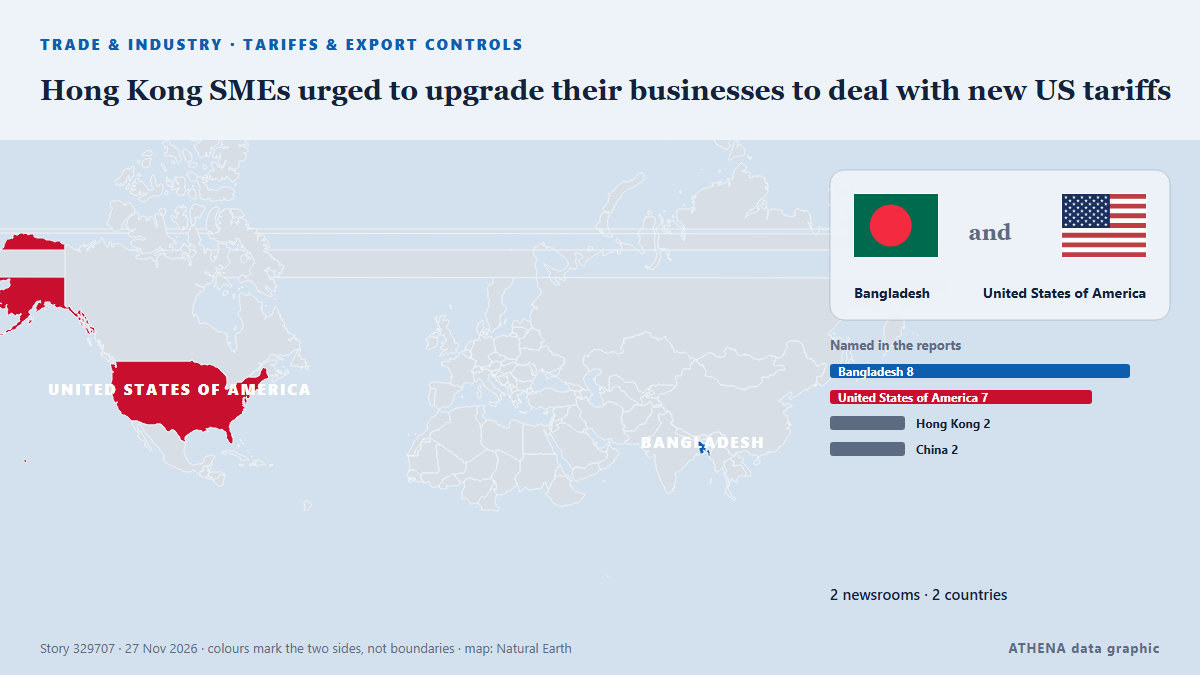 TRADE & INDUSTRY · TARIFFS & EXPORT CONTROLS
Hong Kong SMEs urged to upgrade their businesses to deal with new US tariffs
and
Bangladesh
United States of America
Named in the reports
Bangladesh 8
United States of America 7
Hong Kong 2
China 2
UNITED STATES OF AMERICA
BANGLADESH
2 newsrooms · 2 countries
Story 329707 · 27 Nov 2026 · colours mark the two sides, not boundaries · map: Natural Earth
ATHENA data graphic